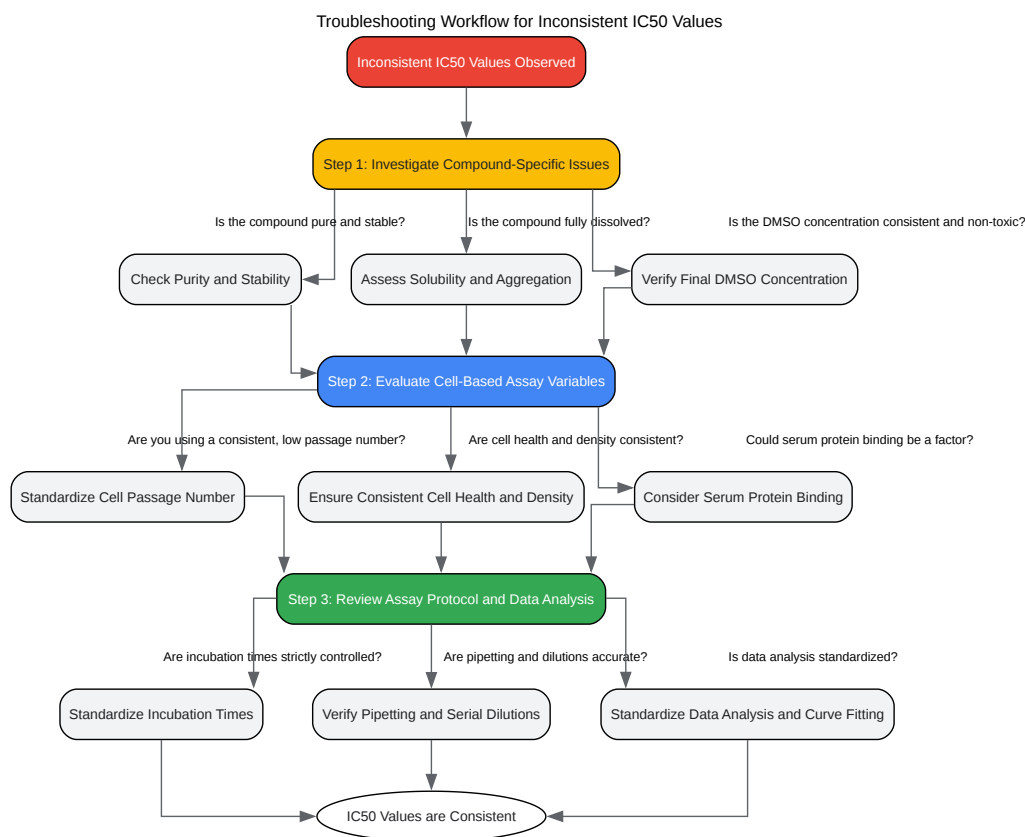 Troubleshooting Workflow for Inconsistent IC50 Values
Inconsistent IC50 Values Observed
Step 1: Investigate Compound-Specific Issues
Is the compound pure and stable?
Is the compound fully dissolved?
Is the DMSO concentration consistent and non-toxic?
Check Purity and Stability
Assess Solubility and Aggregation
Verify Final DMSO Concentration
Step 2: Evaluate Cell-Based Assay Variables
Are you using a consistent, low passage number?
Are cell health and density consistent?
Could serum protein binding be a factor?
Standardize Cell Passage Number
Ensure Consistent Cell Health and Density
Consider Serum Protein Binding
Step 3: Review Assay Protocol and Data Analysis
Are incubation times strictly controlled?
Are pipetting and dilutions accurate?
Is data analysis standardized?
Standardize Incubation Times
Verify Pipetting and Serial Dilutions
Standardize Data Analysis and Curve Fitting
IC50 Values are Consistent